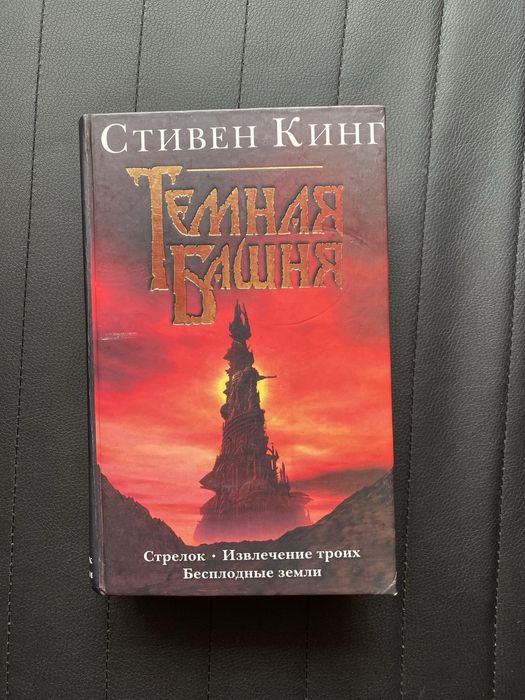 Стивен Кинг
Темная
Башня
Стрелок · Извлечение троих
Бесплодные земли